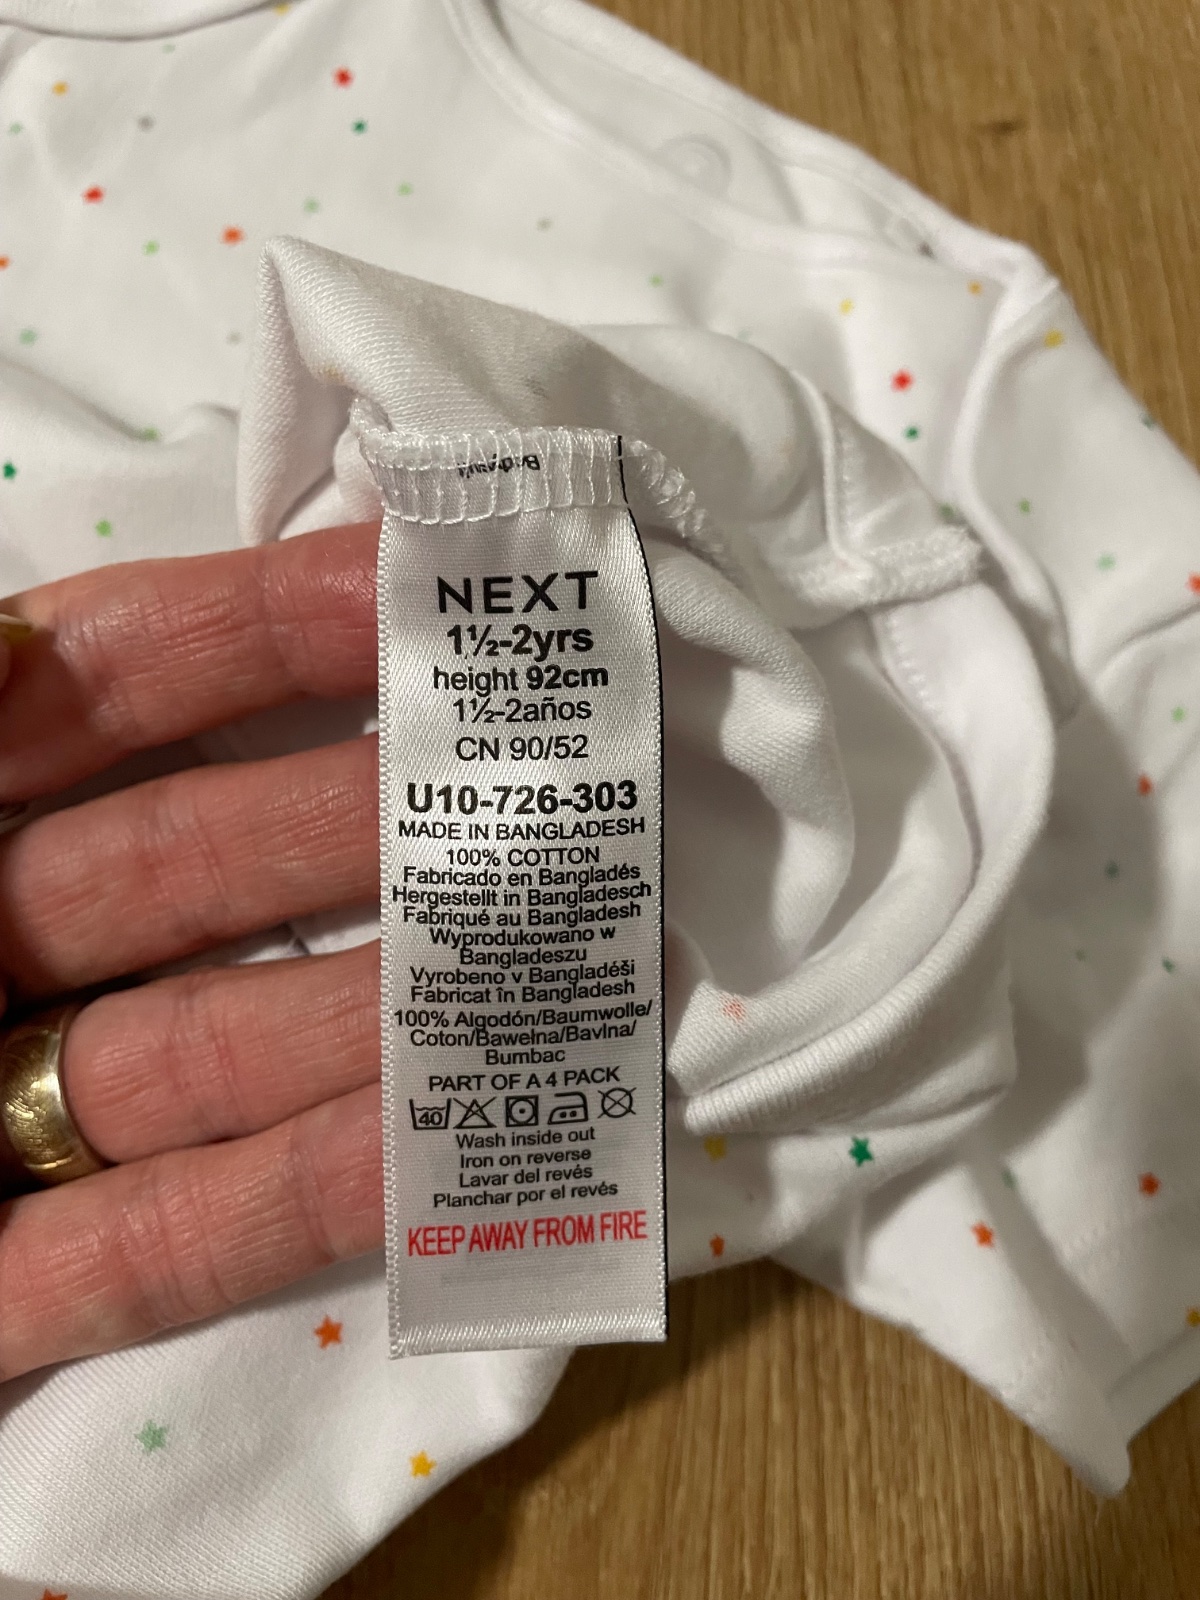 NEXT
1½-2yrs
height 92cm
1½-2años
CN 90/52
U10-726-303
MADE IN BANGLADESH
100% COTTON
Fabricado en Bangladés
Hergestellt in Bangladesch
Fabriqué au Bangladesh
Wyprodukowano w
Bangladeszu
Vyrobeno v Bangladéši
Fabricat în Bangladesh
100% Algodón/Baumwolle/
Coton/Bawełna/Bavlna/
Bumbac
PART OF A 4 PACK
40
Wash inside out
Iron on reverse
Lavar del revés
Planchar por el revés
KEEP AWAY FROM FIRE